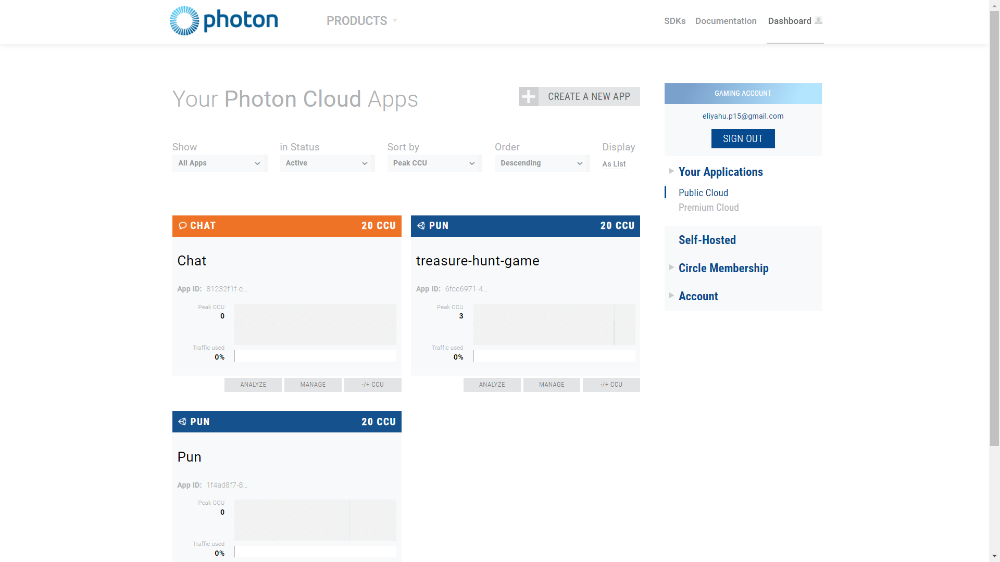 photon
PRODUCTS
SDKs
Documentation
Dashboard
Your Photon Cloud Apps
CREATE A NEW APP
Show
in Status
Sort by
Order
Display
All Apps
Active
Peak CCU
Descending
As List
CHAT 20 CCU
Chat
App ID: 81232f1f-c...
Peak CCU
0
Traffic used
0%
ANALYZE
MANAGE
-/+ CCU
PUN 20 CCU
treasure-hunt-game
App ID: 6fce6971-4...
Peak CCU
3
Traffic used
0%
ANALYZE
MANAGE
-/+ CCU
PUN 20 CCU
Pun
App ID: 1f4ad8f7-8...
Peak CCU
0
Traffic used
0%
GAMING ACCOUNT
eliyahu.p15@gmail.com
SIGN OUT
Your Applications
Public Cloud
Premium Cloud
Self-Hosted
Circle Membership
Account